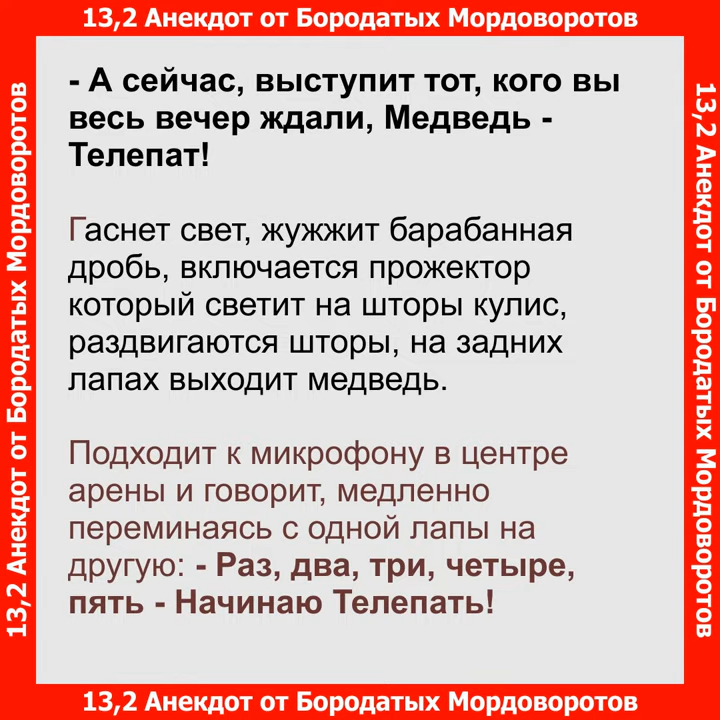 13,2 Анекдот от Бородатых Мордоворотов
- А сейчас, выступит тот, кого вы
весь вечер ждали, Медведь -
Телепат!
Гаснет свет, жужжит барабанная
дробь, включается прожектор
который светит на шторы кулис,
раздвигаются шторы, на задних
лапах выходит медведь.
Подходит к микрофону в центре
арены и говорит, медленно
переминаясь с одной лапы на
другую: - Раз, два, три, четыре,
пять - Начинаю Телепать!
13,2 Анекдот от Бородатых Мордоворотов
13,2 Анекдот от Бородатых Мордоворотов
13,2 Анекдот от Бородатых Мордоворотов